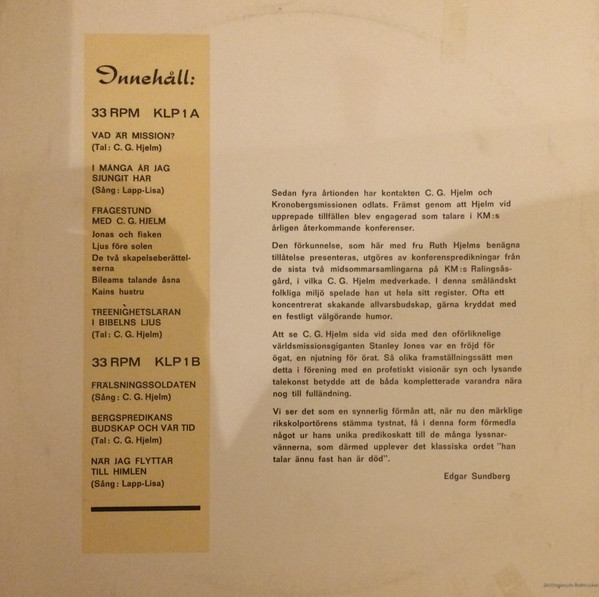 Innehåll:
33 RPM KLP 1 A
VAD ÄR MISSION?
(Tal: C. G. Hjelm)
I MÅNGA ÅR JAG
SJUNGIT HAR
(Sång: Lapp-Lisa)
FRÅGESTUND
MED C. G. HJELM
Jonas och fisken
Ljus före solen
De två skapelseberättel-
serna
Bileams talande åsna
Kains hustru
TREENIGHETSLÄRAN
I BIBELNS LJUS
(Tal: C. G. Hjelm)
33 RPM KLP 1 B
FRÄLSNINGSSOLDATEN
(Sång: C. G. Hjelm)
BERGSPREDIKANS
BUDSKAP OCH VÅR TID
(Tal: C. G. Hjelm)
NÄR JAG FLYTTAR
TILL HIMLEN
(Sång: Lapp-Lisa)
Sedan fyra årtionden har kontakten C. G. Hjelm och
Kronobergsmissionen odlats. Främst genom att Hjelm vid
upprepade tillfällen blev engagerad som talare i KM:s
årligen återkommande konferenser.
Den förkunnelse, som här med fru Ruth Hjelms benägna
tillåtelse presenteras, utgöres av konferenspredikningar från
de sista två midsommarsamlingarna på KM:s Ralingsås-
gård, i vilka C. G. Hjelm medverkade. I denna småländskt
folkliga miljö spelade han ut hela sitt register. Ofta ett
koncentrerat skakande allvarsbudskap, gärna kryddat med
en festligt välgörande humor.
Att se C. G. Hjelm sida vid sida med den oförliknelige
världsmissionsgiganten Stanley Jones var en fröjd för
ögat, en njutning för örat. Så olika framställningssätt men
detta i förening med en profetiskt visionär syn och lysande
talekonst betydde att de båda kompletterade varandra nära
nog till fulländning.
Vi ser det som en synnerlig förmån att, när nu den märklige
rikskolportörens stämma tystnat, få i denna form förmedla
något ur hans unika predikoskatt till de många lyssnar-
vännerna, som därmed upplever det klassiska ordet "han
talar ännu fast han är död".
Edgar Sundberg